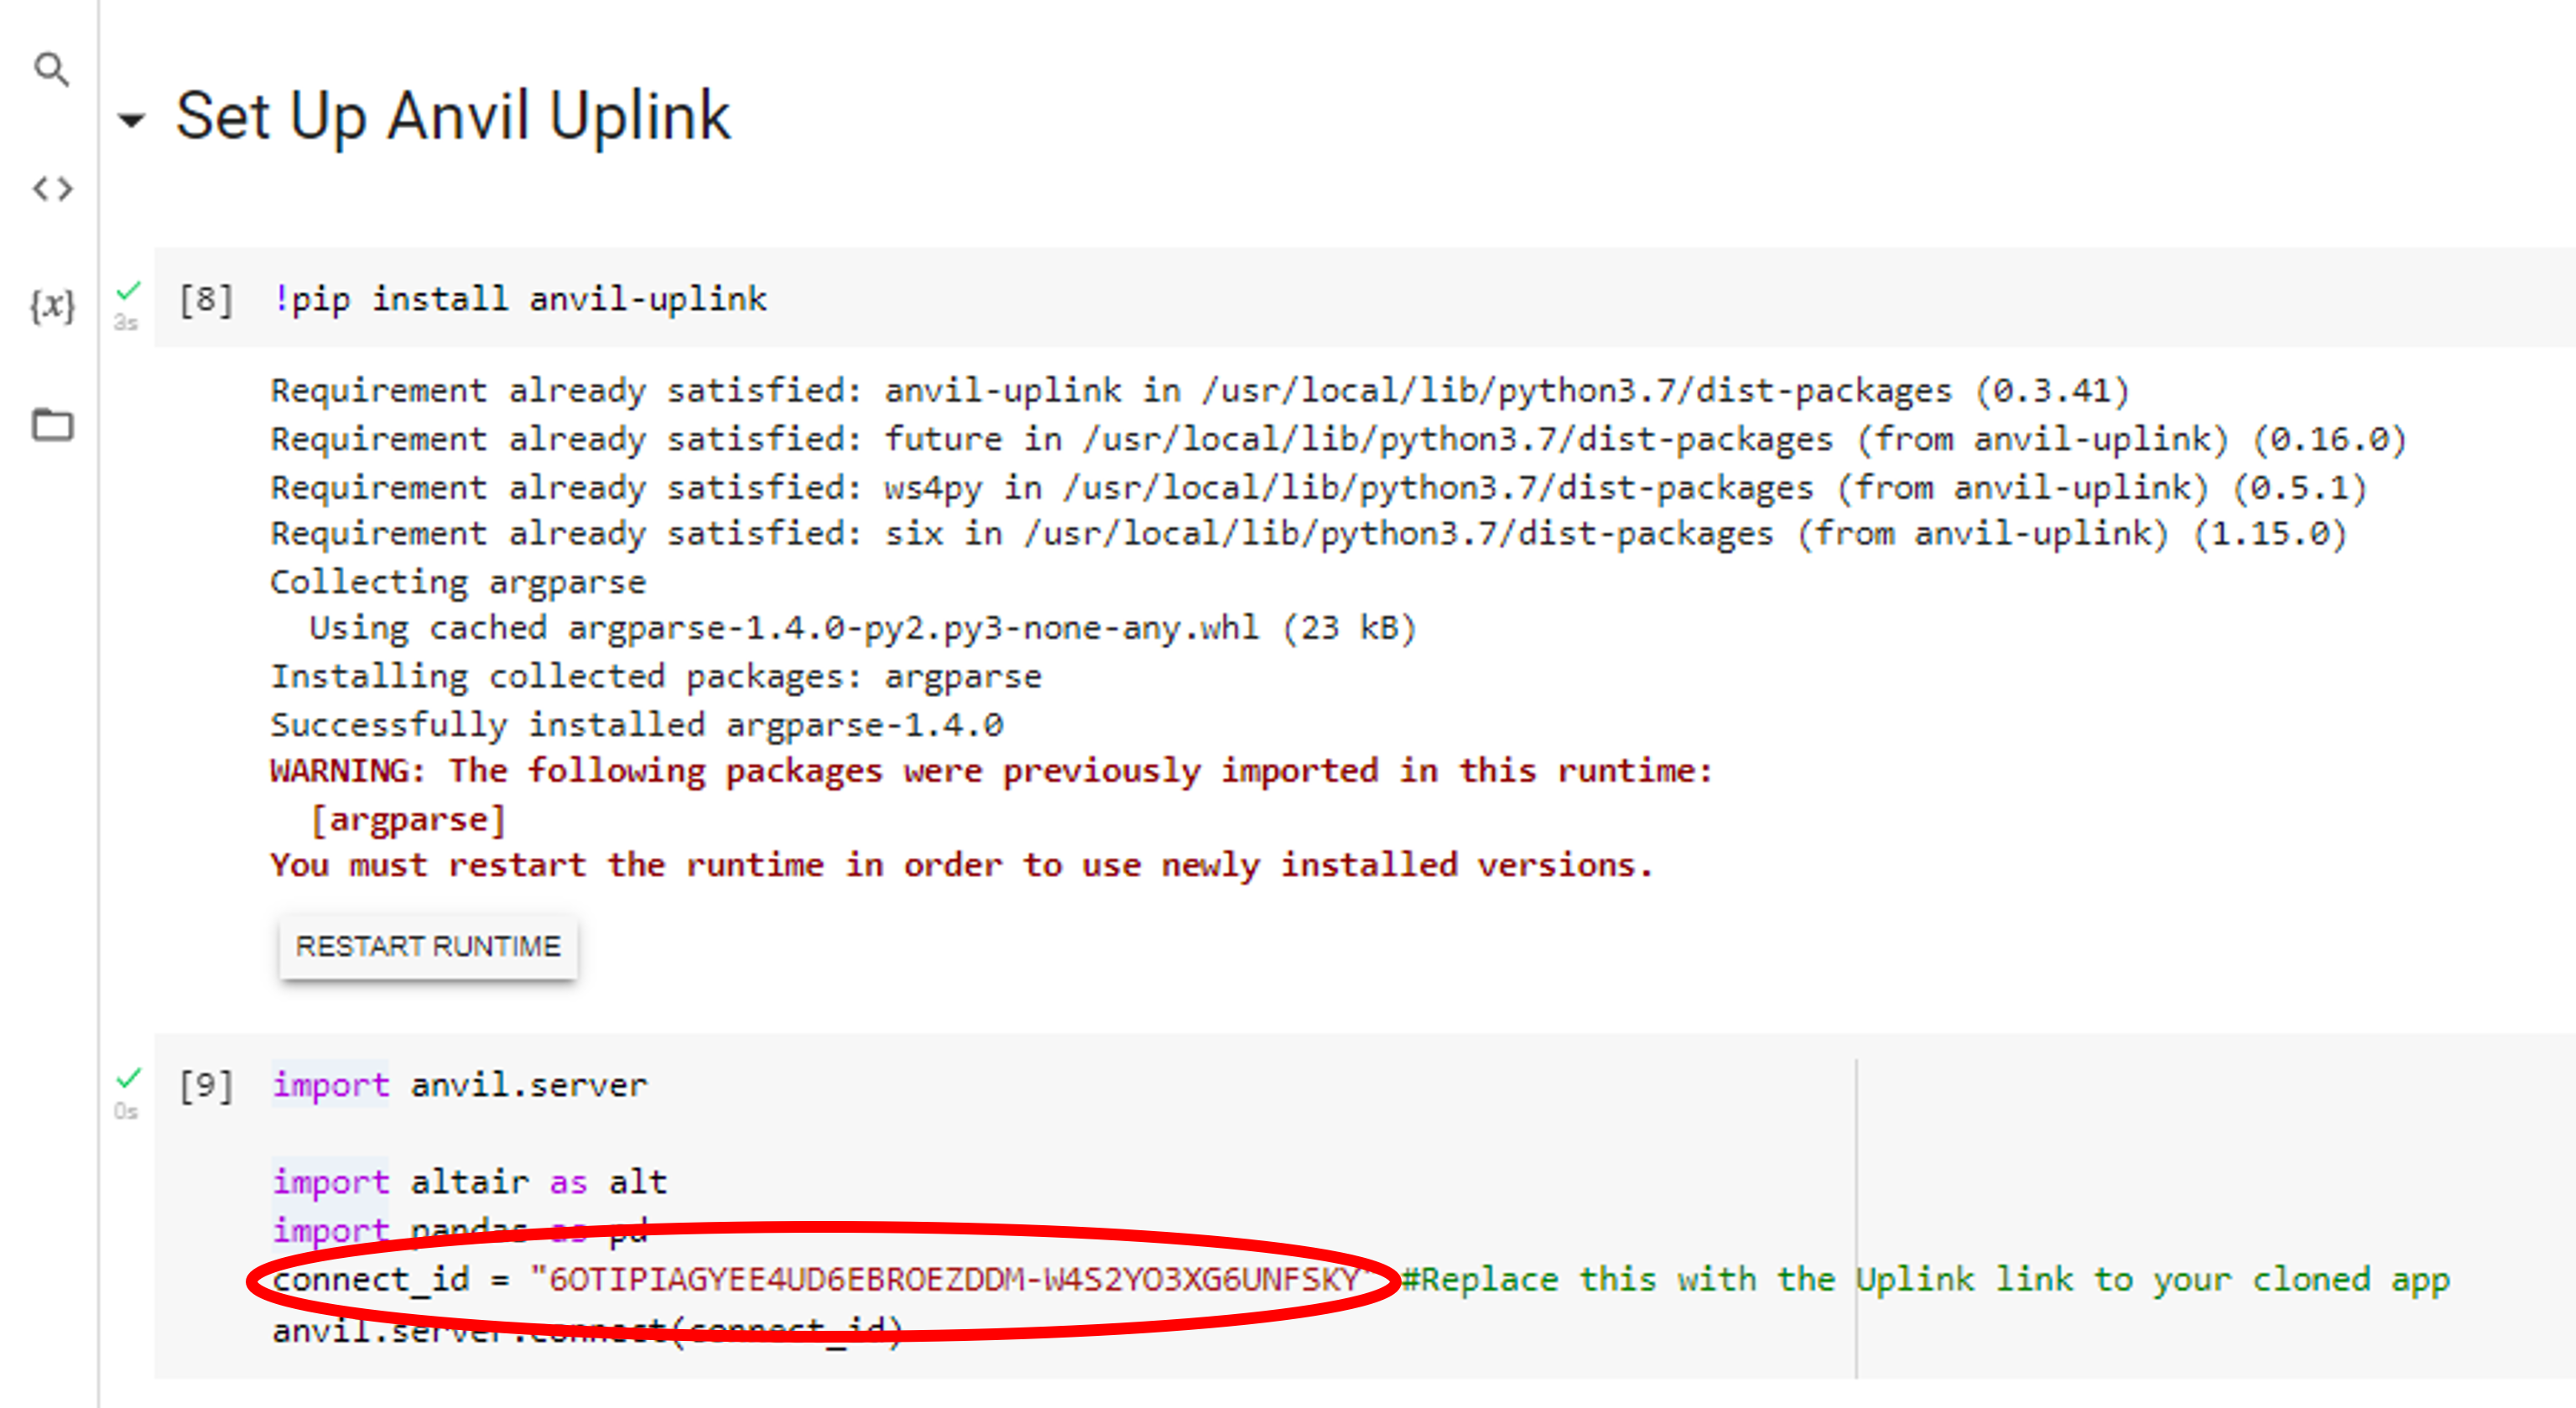 Set Up Anvil Uplink
[8] !pip install anvil-uplink
3s
Requirement already satisfied: anvil-uplink in /usr/local/lib/python3.7/dist-packages (0.3.41)
Requirement already satisfied: future in /usr/local/lib/python3.7/dist-packages (from anvil-uplink) (0.16.0)
Requirement already satisfied: ws4py in /usr/local/lib/python3.7/dist-packages (from anvil-uplink) (0.5.1)
Requirement already satisfied: six in /usr/local/lib/python3.7/dist-packages (from anvil-uplink) (1.15.0)
Collecting argparse
Using cached argparse-1.4.0-py2.py3-none-any.whl (23 kB)
Installing collected packages: argparse
Successfully installed argparse-1.4.0
WARNING: The following packages were previously imported in this runtime:
[argparse]
You must restart the runtime in order to use newly installed versions.
RESTART RUNTIME
[9] import anvil.server
0s
import altair as alt
import pandas as pd
connect_id = "6OTIPIAGYEE4UD6EBROEZDDM-W4S2YO3XG6UNFSKY" #Replace this with the Uplink link to your cloned app
anvil.server.connect(connect_id)